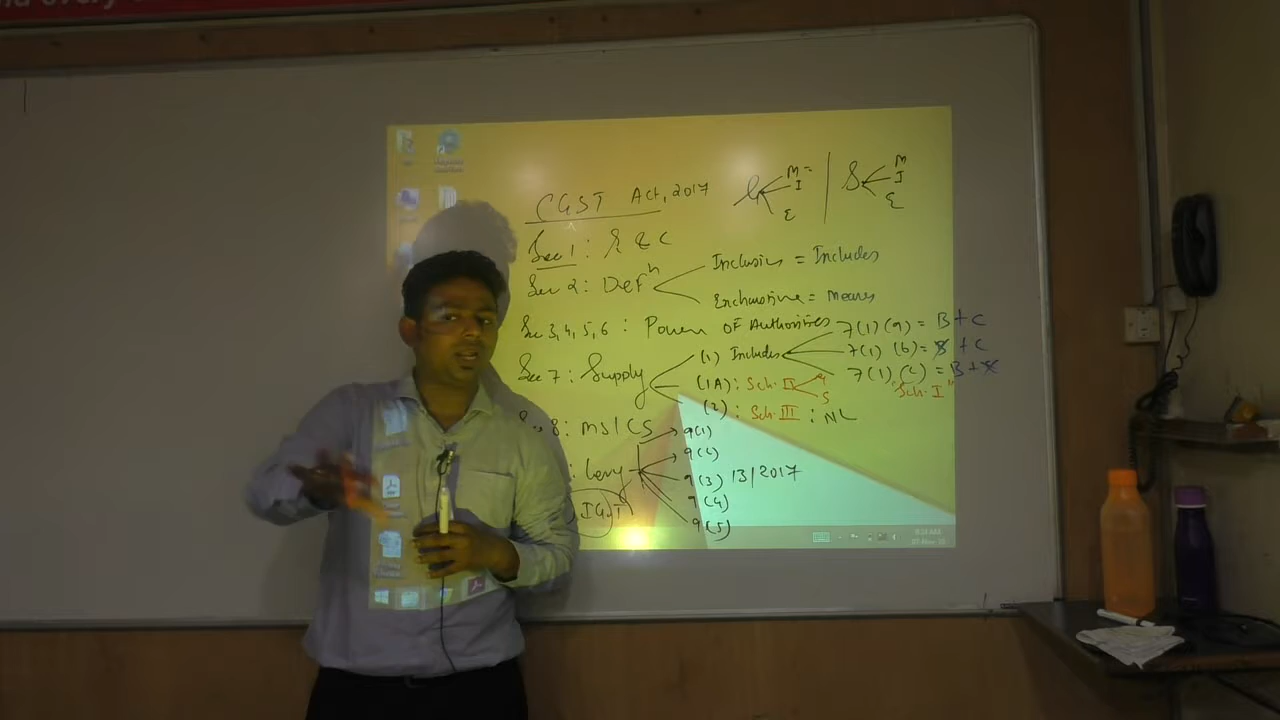 CGST Act, 2017
M
I
E
S
M
I
E
Sec 1:
Sec 2: Defⁿ
Inclusive = Includes
Exhaustive = Means
Sec 3, 4, 5, 6 : Power of Authorities
Sec 7 : Supply
(1) Includes
7(1)(a) = B + C
7(1)(b) = B + C
7(1)(c) = B + C
"Sch. I"
(1A): Sch. II
(2): Sch. III : NL
8: MS/CS
: Levy
9(1)
9(2)
9(3) 13/2017
9(4)
9(5)
IGST